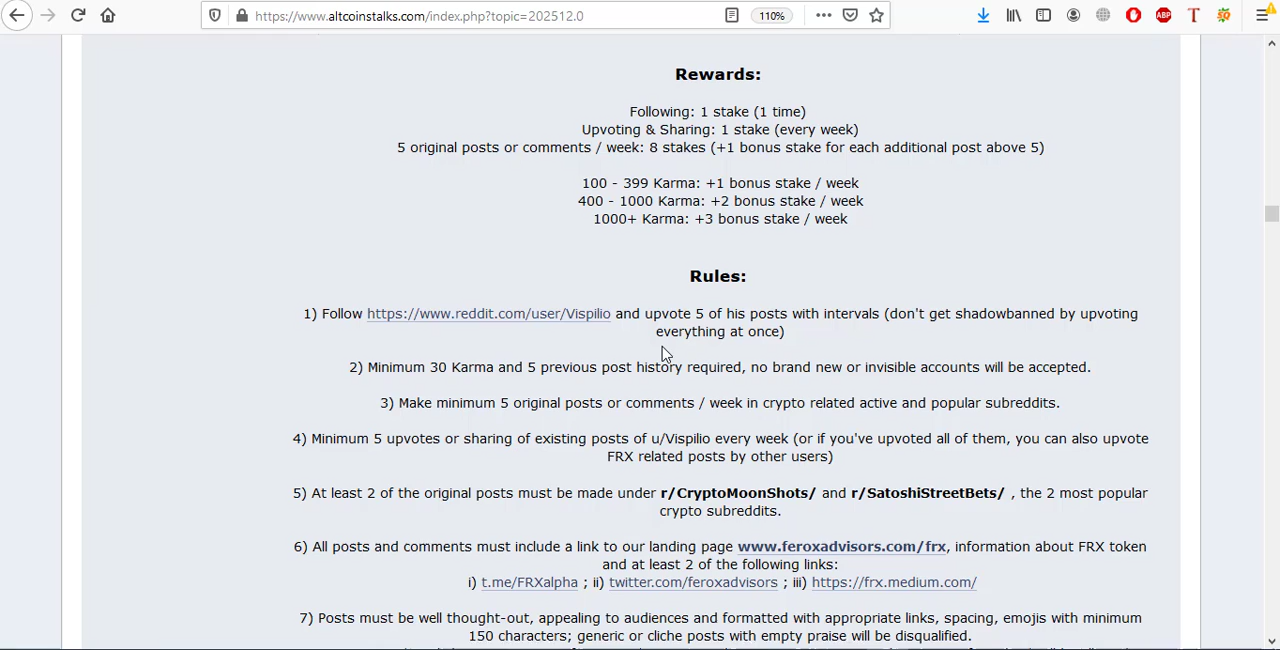 https://www.altcoinstalks.com/index.php?topic=202512.0
110%
ABP
T
Rewards:
Following: 1 stake (1 time)
Upvoting & Sharing: 1 stake (every week)
5 original posts or comments / week: 8 stakes (+1 bonus stake for each additional post above 5)
100 - 399 Karma: +1 bonus stake / week
400 - 1000 Karma: +2 bonus stake / week
1000+ Karma: +3 bonus stake / week
Rules:
1) Follow https://www.reddit.com/user/Vispilio and upvote 5 of his posts with intervals (don't get shadowbanned by upvoting
everything at once)
2) Minimum 30 Karma and 5 previous post history required, no brand new or invisible accounts will be accepted.
3) Make minimum 5 original posts or comments / week in crypto related active and popular subreddits.
4) Minimum 5 upvotes or sharing of existing posts of u/Vispilio every week (or if you've upvoted all of them, you can also upvote
FRX related posts by other users)
5) At least 2 of the original posts must be made under r/CryptoMoonShots/ and r/SatoshiStreetBets/ , the 2 most popular
crypto subreddits.
6) All posts and comments must include a link to our landing page www.feroxadvisors.com/frx, information about FRX token
and at least 2 of the following links:
i) t.me/FRXalpha ; ii) twitter.com/feroxadvisors ; iii) https://frx.medium.com/
7) Posts must be well thought-out, appealing to audiences and formatted with appropriate links, spacing, emojis with minimum
150 characters; generic or cliche posts with empty praise will be disqualified.